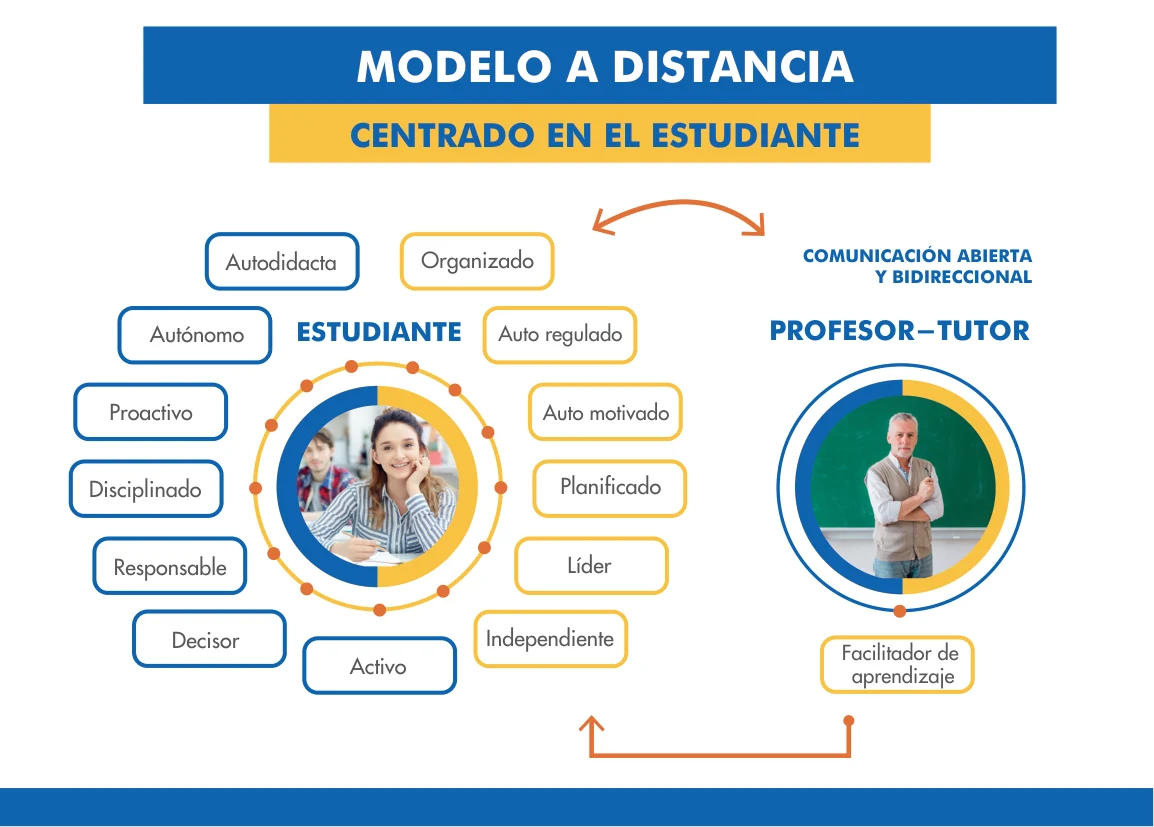 MODELO A DISTANCIA
CENTRADO EN EL ESTUDIANTE
COMUNICACIÓN ABIERTA
Y BIDIRECCIONAL
ESTUDIANTE
Autodidacta
Organizado
Autónomo
Auto regulado
Proactivo
Auto motivado
Disciplinado
Planificado
Responsable
Líder
Decisor
Independiente
Activo
PROFESOR–TUTOR
Facilitador de
aprendizaje